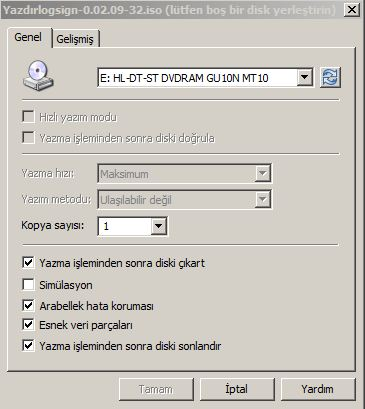 Yazdırlogsign-0.02.09-32.iso (lütfen boş bir disk yerleştirin)
Genel
Gelişmiş
E: HL-DT-ST DVDRAM GU10N MT10
Hızlı yazım modu
Yazma işleminden sonra diski doğrula
Yazma hızı: Maksimum
Yazım metodu: Ulaşılabilir değil
Kopya sayısı: 1
Yazma işleminden sonra diski çıkart
Simülasyon
Arabellek hata koruması
Esnek veri parçaları
Yazma işleminden sonra diski sonlandır
Tamam İptal Yardım